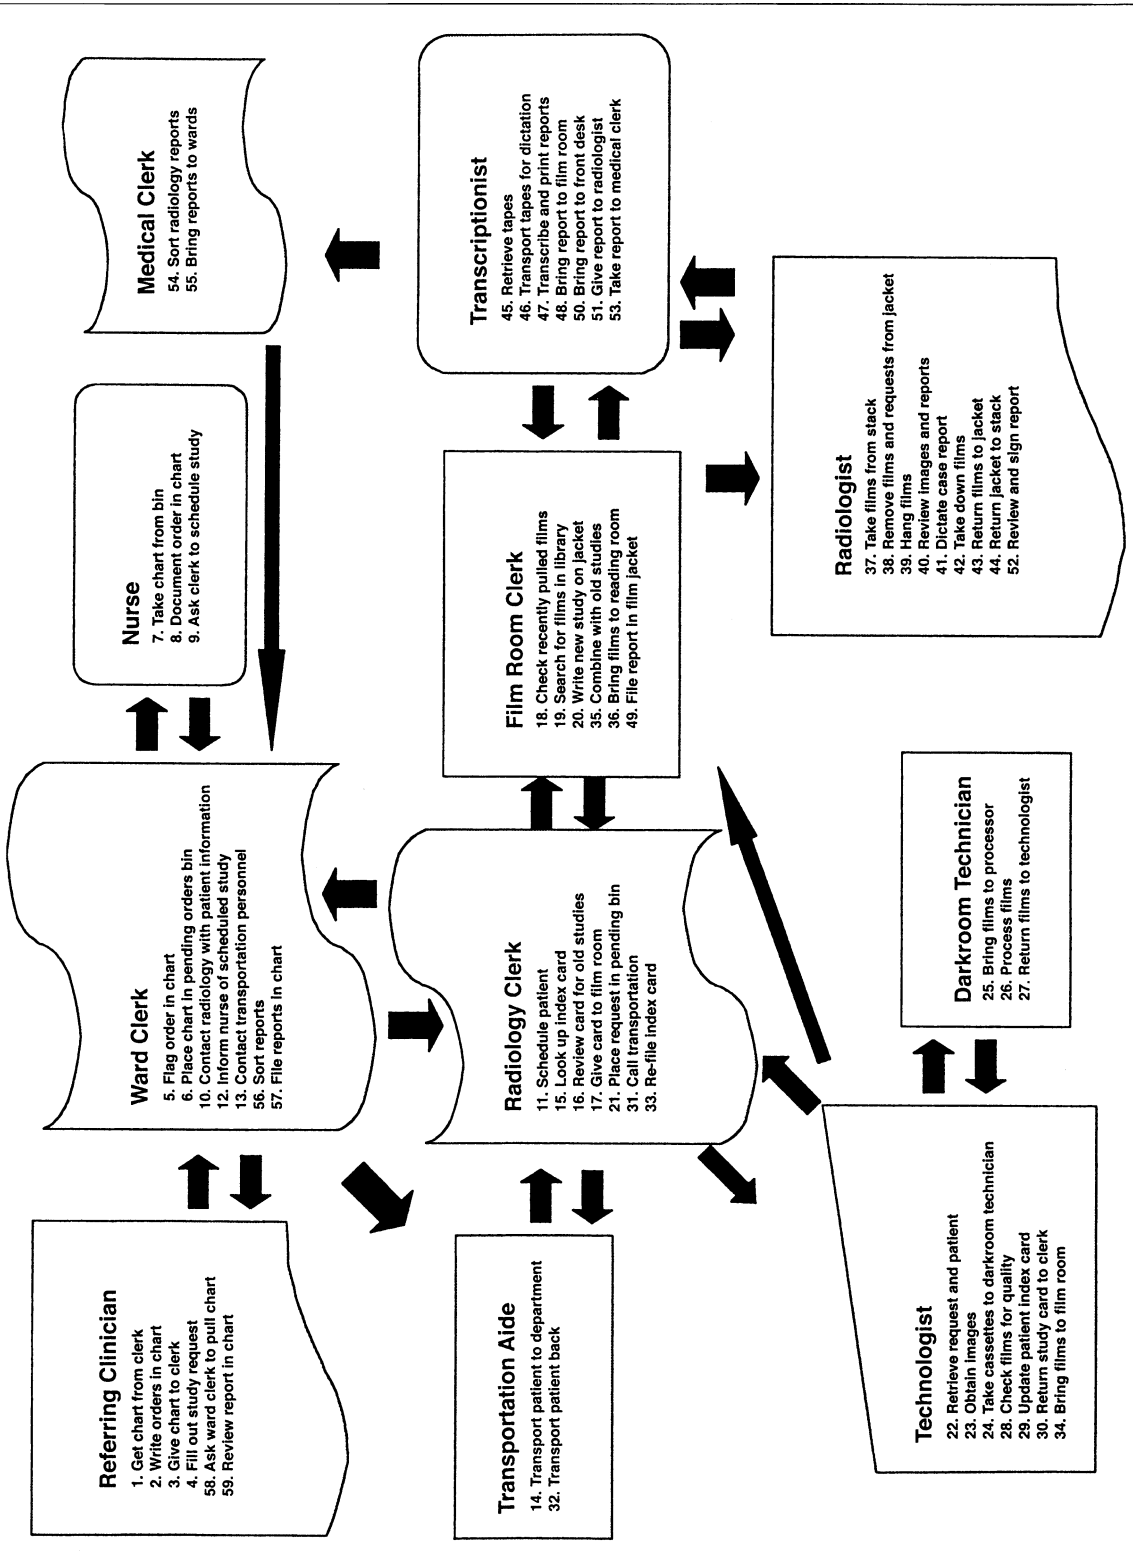 Referring Clinician
1. Get chart from clerk
2. Write orders in chart
3. Give chart to clerk
4. Fill out study request
58. Ask ward clerk to pull chart
59. Review report in chart
Ward Clerk
5. Flag order in chart
6. Place chart in pending orders bin
10. Contact radiology with patient information
12. Inform nurse of scheduled study
13. Contact transportation personnel
56. Sort reports
57. File reports in chart
Nurse
7. Take chart from bin
8. Document order in chart
9. Ask clerk to schedule study
Medical Clerk
54. Sort radiology reports
55. Bring reports to wards
Transportation Aide
14. Transport patient to department
32. Transport patient back
Radiology Clerk
11. Schedule patient
15. Look up index card
16. Review card for old studies
17. Give card to film room
21. Place request in pending bin
31. Call transportation
33. Re-file index card
Film Room Clerk
18. Check recently pulled films
19. Search for films in library
20. Write new study on jacket
35. Combine with old studies
36. Bring films to reading room
49. File report in film jacket
Transcriptionist
45. Retrieve tapes
46. Transport tapes for dictation
47. Transcribe and print reports
48. Bring report to film room
50. Bring report to front desk
51. Give report to radiologist
53. Take report to medical clerk
Technologist
22. Retrieve request and patient
23. Obtain images
24. Take cassettes to darkroom technician
28. Check films for quality
29. Update patient index card
30. Return study card to clerk
34. Bring films to film room
Darkroom Technician
25. Bring films to processor
26. Process films
27. Return films to technologist
Radiologist
37. Take films from stack
38. Remove films and requests from jacket
39. Hang films
40. Review images and reports
41. Dictate case report
42. Take down films
43. Return films to jacket
44. Return jacket to stack
52. Review and sign report